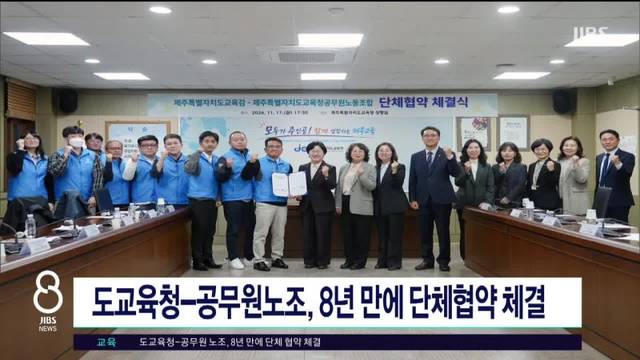 JIBS
제주특별자치도교육감 - 제주특별자치도교육청공무원노동조합 단체협약 체결식
모두가 주인공! 함께 성장하는 제주교육
도교육청-공무원노조, 8년 만에 단체협약 체결
8
JIBS
NEWS
교육 도교육청-공무원 노조, 8년 만에 단체 협약 체결